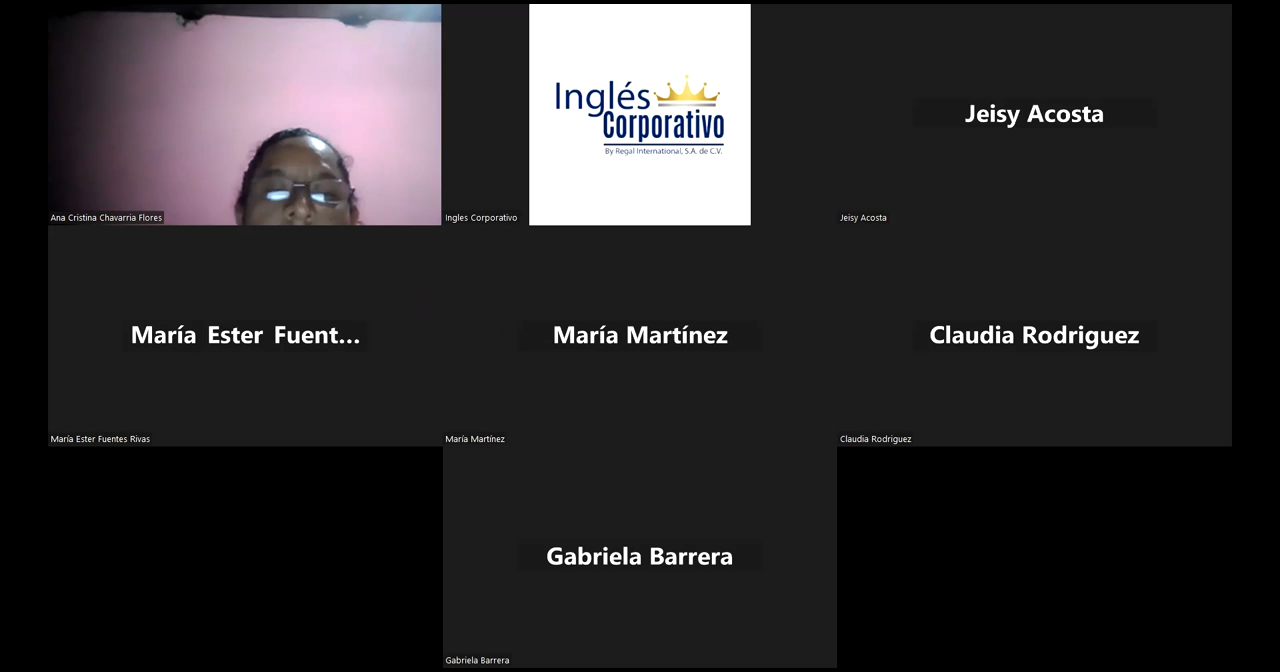 Ana Cristina Chavarria Flores
Inglés
Corporativo
By Regal International, S.A. de C.V.
Ingles Corporativo
Jeisy Acosta
Jeisy Acosta
María Ester Fuent...
María Ester Fuentes Rivas
María Martínez
María Martínez
Claudia Rodriguez
Claudia Rodriguez
Gabriela Barrera
Gabriela Barrera